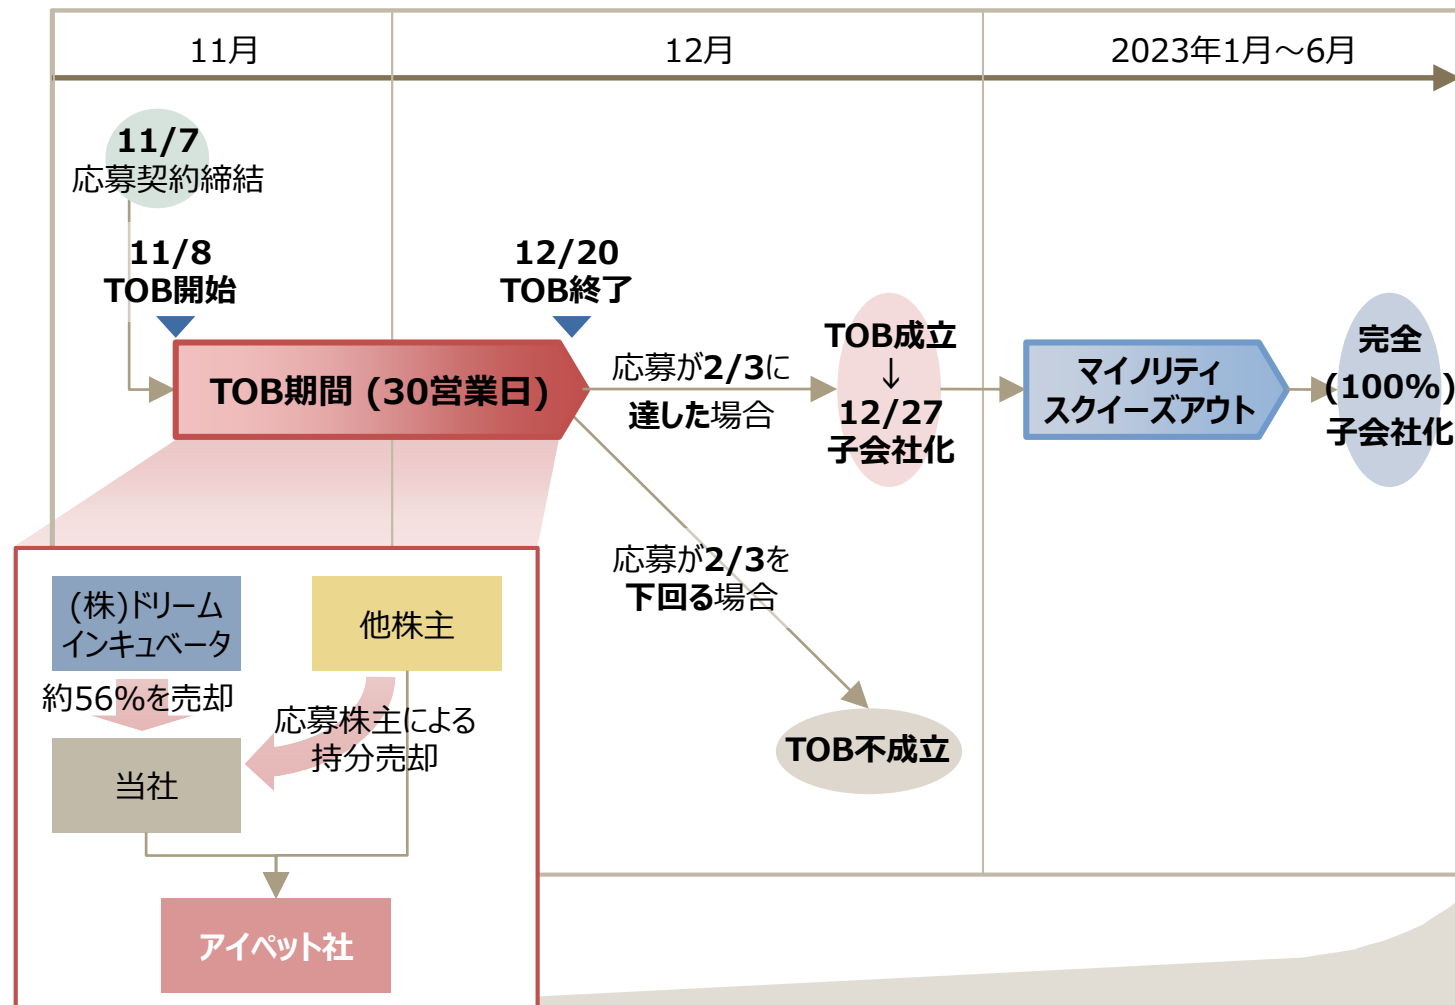 11月
12月
2023年1月～6月
11/7
応募契約締結
11/8
TOB開始
12/20
TOB終了
TOB期間 (30営業日)
応募が2/3に
達した場合
TOB成立
↓
12/27
子会社化
マイノリティ
スクイーズアウト
完全
(100%)
子会社化
応募が2/3を
下回る場合
TOB不成立
(株)ドリーム
インキュベータ
他株主
約56%を売却
応募株主による
持分売却
当社
アイペット社